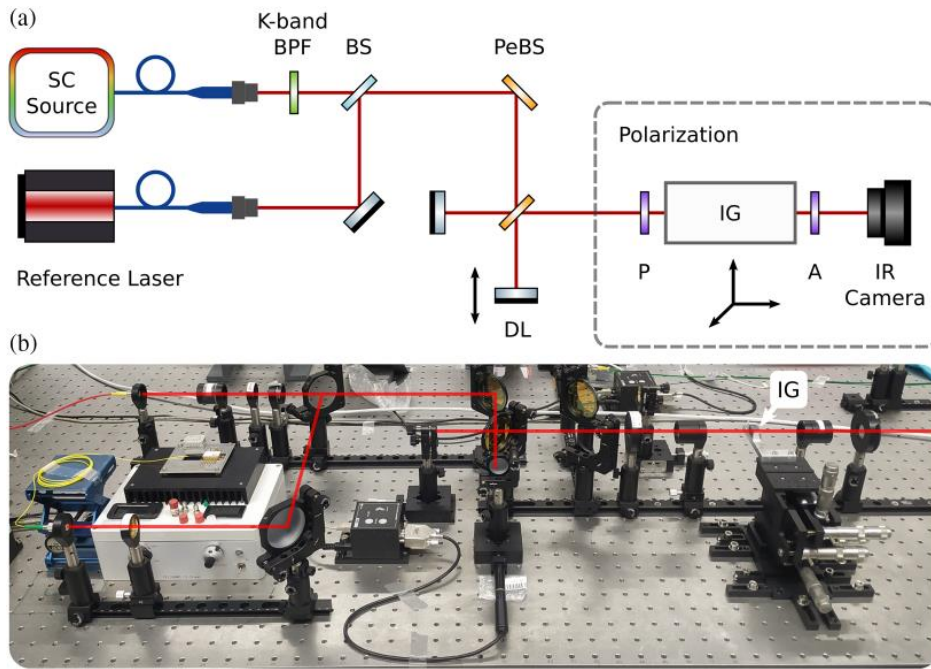 (a)
K-band
BPF
BS
PeBS
SC
Source
Polarization
IG
Reference Laser
P
A
IR
Camera
DL
(b)
IG